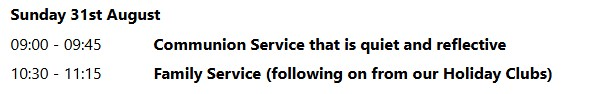 Sunday 31st August
09:00 - 09:45 Communion Service that is quiet and reflective
10:30 - 11:15 Family Service (following on from our Holiday Clubs)